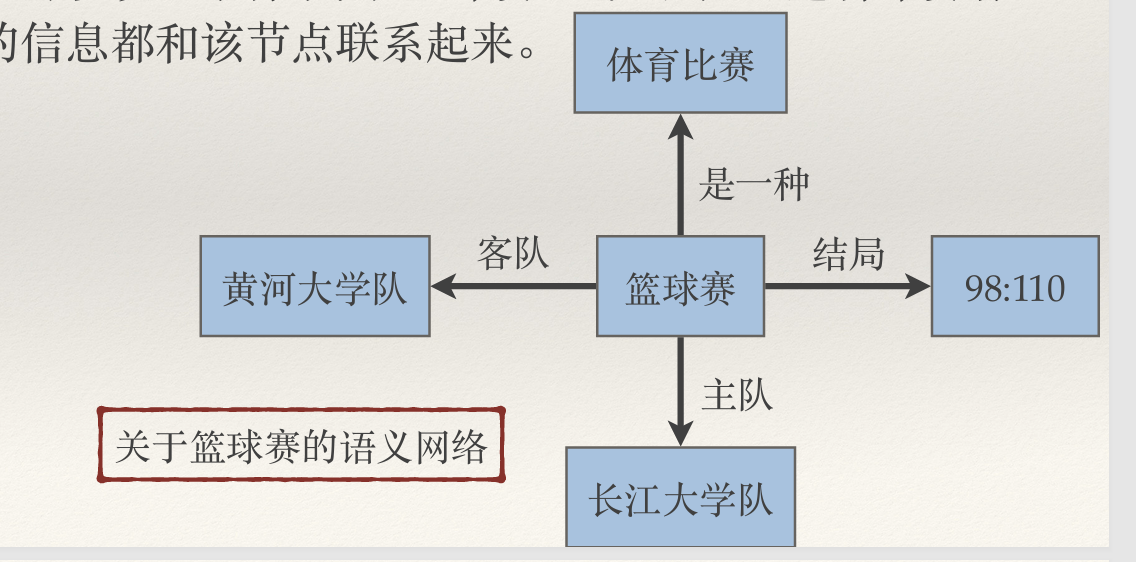 的信息都和该节点联系起来。
体育比赛
是一种
客队
结局
黄河大学队
篮球赛
98:110
主队
关于篮球赛的语义网络
长江大学队